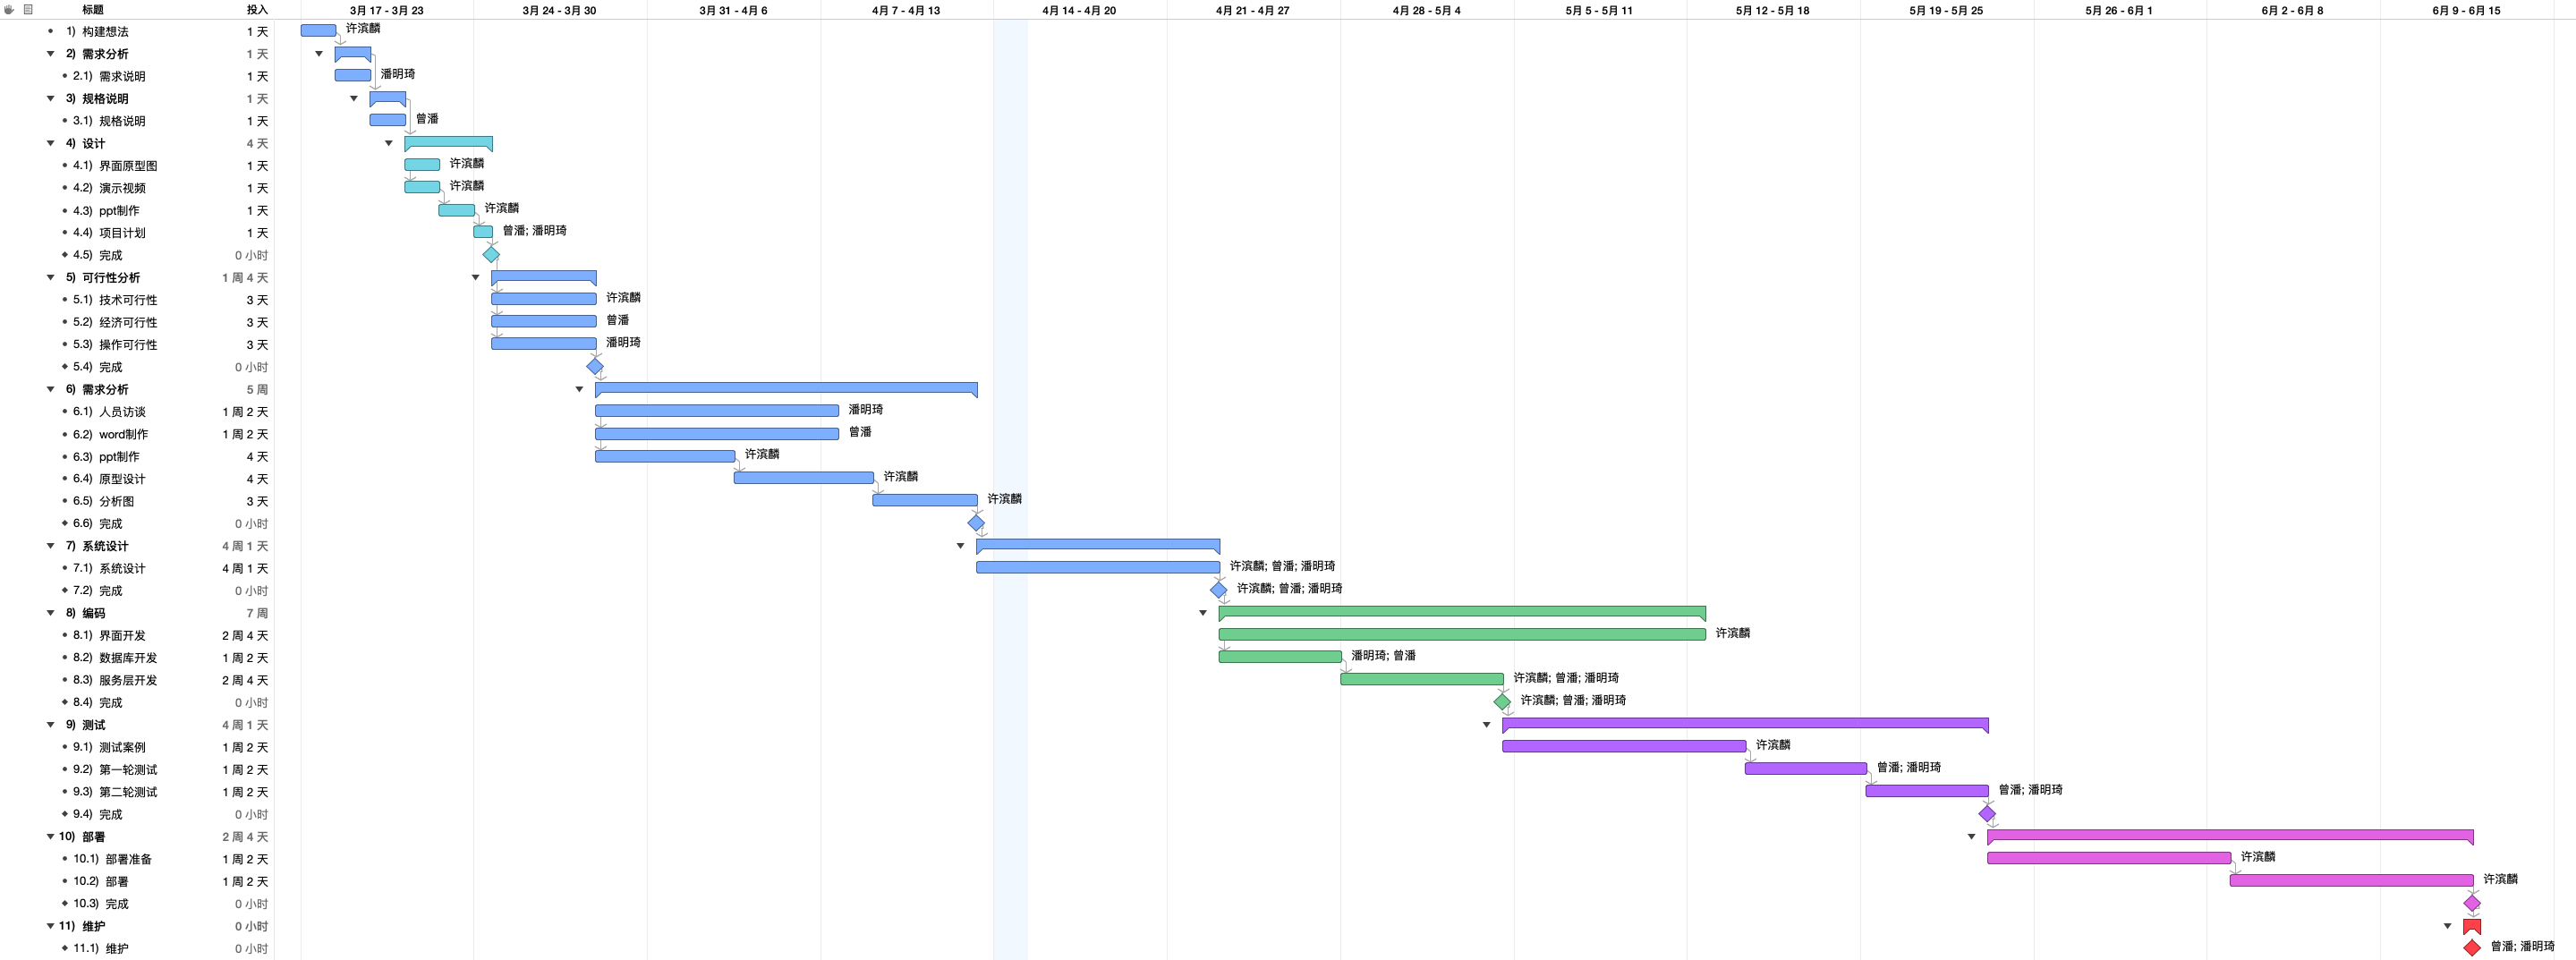 标题 投入 3月 17 - 3月 23 3月 24 - 3月 30 3月 31 - 4月 6 4月 7 - 4月 13 4月 14 - 4月 20 4月 21 - 4月 27 4月 28 - 5月 4 5月 5 - 5月 11 5月 12 - 5月 18 5月 19 - 5月 25 5月 26 - 6月 1 6月 2 - 6月 8 6月 9 - 6月 15
1) 构建想法 1 天 许滨麟
2) 需求分析 1 天
2.1) 需求说明 1 天 潘明琦
3) 规格说明 1 天
3.1) 规格说明 1 天 曾潘
4) 设计 4 天
4.1) 界面原型图 1 天 许滨麟
4.2) 演示视频 1 天 许滨麟
4.3) ppt制作 1 天 许滨麟
4.4) 项目计划 1 天 曾潘; 潘明琦
4.5) 完成 0 小时
5) 可行性分析 1 周 4 天
5.1) 技术可行性 3 天 许滨麟
5.2) 经济可行性 3 天 曾潘
5.3) 操作可行性 3 天 潘明琦
5.4) 完成 0 小时
6) 需求分析 5 周
6.1) 人员访谈 1 周 2 天 潘明琦
6.2) word制作 1 周 2 天 曾潘
6.3) ppt制作 4 天 许滨麟
6.4) 原型设计 4 天 许滨麟
6.5) 分析图 3 天 许滨麟
6.6) 完成 0 小时
7) 系统设计 4 周 1 天
7.1) 系统设计 4 周 1 天 许滨麟; 曾潘; 潘明琦
7.2) 完成 0 小时 许滨麟; 曾潘; 潘明琦
8) 编码 7 周
8.1) 界面开发 2 周 4 天 许滨麟
8.2) 数据库开发 1 周 2 天 潘明琦; 曾潘
8.3) 服务层开发 2 周 4 天 许滨麟; 曾潘; 潘明琦
8.4) 完成 0 小时 许滨麟; 曾潘; 潘明琦
9) 测试 4 周 1 天
9.1) 测试案例 1 周 2 天 许滨麟
9.2) 第一轮测试 1 周 2 天 曾潘; 潘明琦
9.3) 第二轮测试 1 周 2 天 曾潘; 潘明琦
9.4) 完成 0 小时
10) 部署 2 周 4 天
10.1) 部署准备 1 周 2 天 许滨麟
10.2) 部署 1 周 2 天 许滨麟
10.3) 完成 0 小时
11) 维护 0 小时
11.1) 维护 0 小时 曾潘; 潘明琦